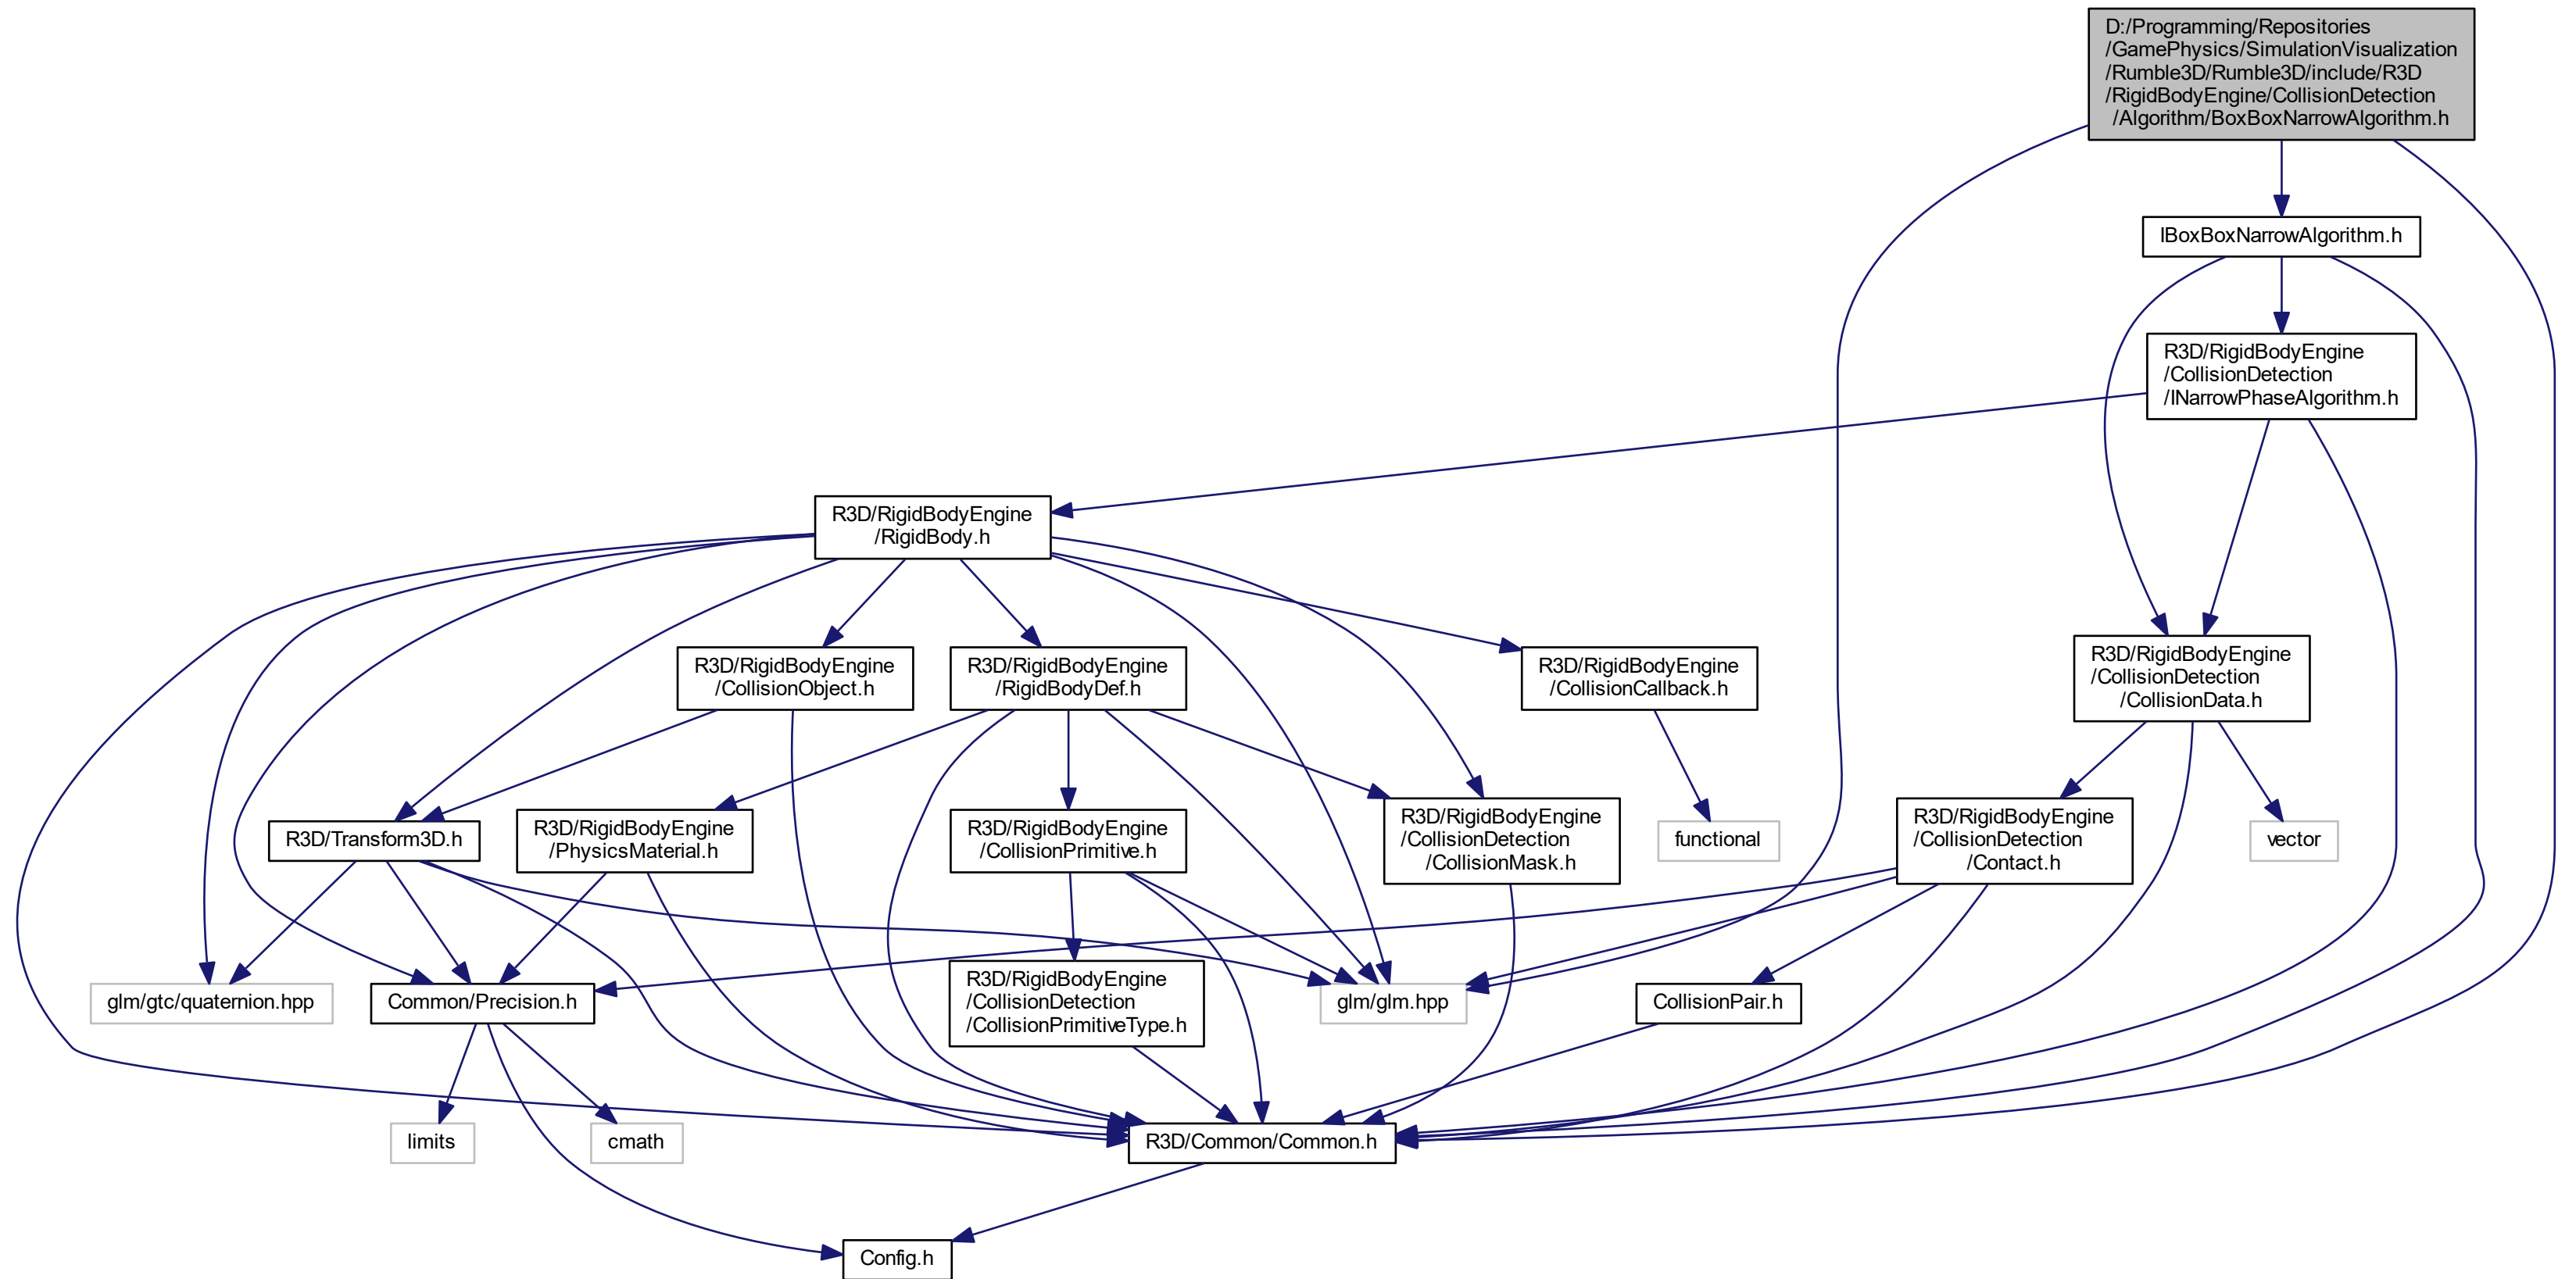 D:/Programming/Repositories
/GamePhysics/SimulationVisualization
/Rumble3D/Rumble3D/include/R3D
/RigidBodyEngine/CollisionDetection
/Algorithm/BoxBoxNarrowAlgorithm.h
IBoxBoxNarrowAlgorithm.h
R3D/RigidBodyEngine
/CollisionDetection
/INarrowPhaseAlgorithm.h
R3D/RigidBodyEngine
/RigidBody.h
R3D/RigidBodyEngine
/CollisionObject.h
R3D/RigidBodyEngine
/RigidBodyDef.h
R3D/RigidBodyEngine
/CollisionCallback.h
R3D/RigidBodyEngine
/CollisionDetection
/CollisionData.h
R3D/Transform3D.h
R3D/RigidBodyEngine
/PhysicsMaterial.h
R3D/RigidBodyEngine
/CollisionPrimitive.h
R3D/RigidBodyEngine
/CollisionDetection
/CollisionMask.h
functional
R3D/RigidBodyEngine
/CollisionDetection
/Contact.h
vector
glm/gtc/quaternion.hpp
Common/Precision.h
R3D/RigidBodyEngine
/CollisionDetection
/CollisionPrimitiveType.h
glm/glm.hpp
CollisionPair.h
limits
cmath
R3D/Common/Common.h
Config.h